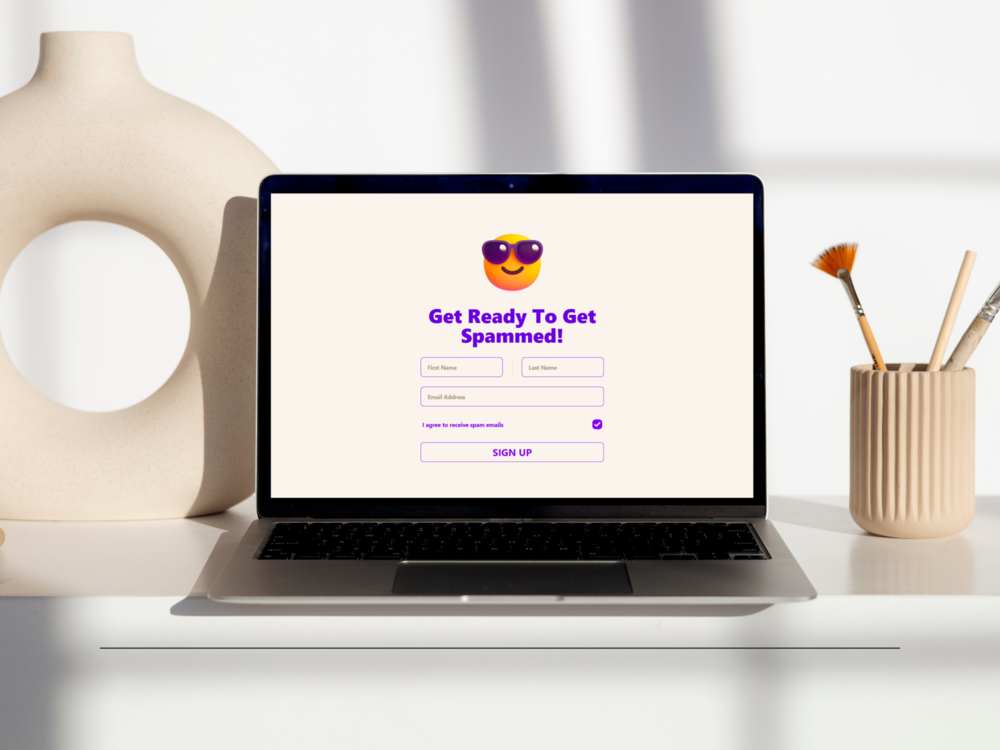 Get Ready To Get
Spammed!
First Name
Last Name
Email Address
I agree to receive spam emails
SIGN UP